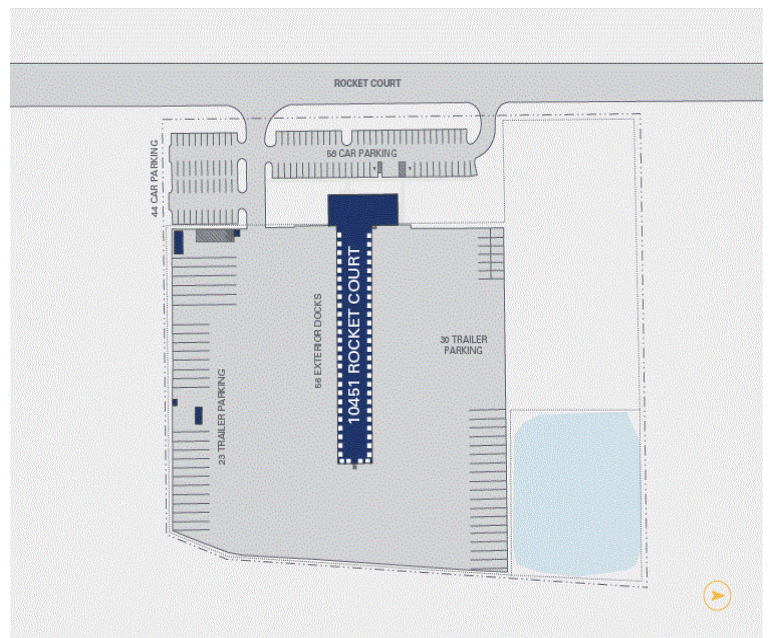 ROCKET COURT
58 CAR PARKING
44 CAR PARKING
10451 ROCKET COURT
66 EXTERIOR DOCKS
30 TRAILER
PARKING
23 TRAILER PARKING